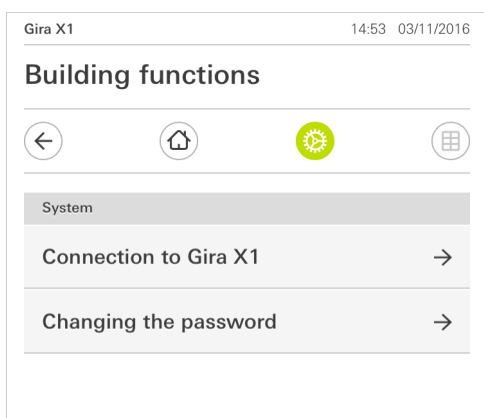 Gira X1 14:53 03/11/2016
Building functions
System
Connection to Gira X1
Changing the password